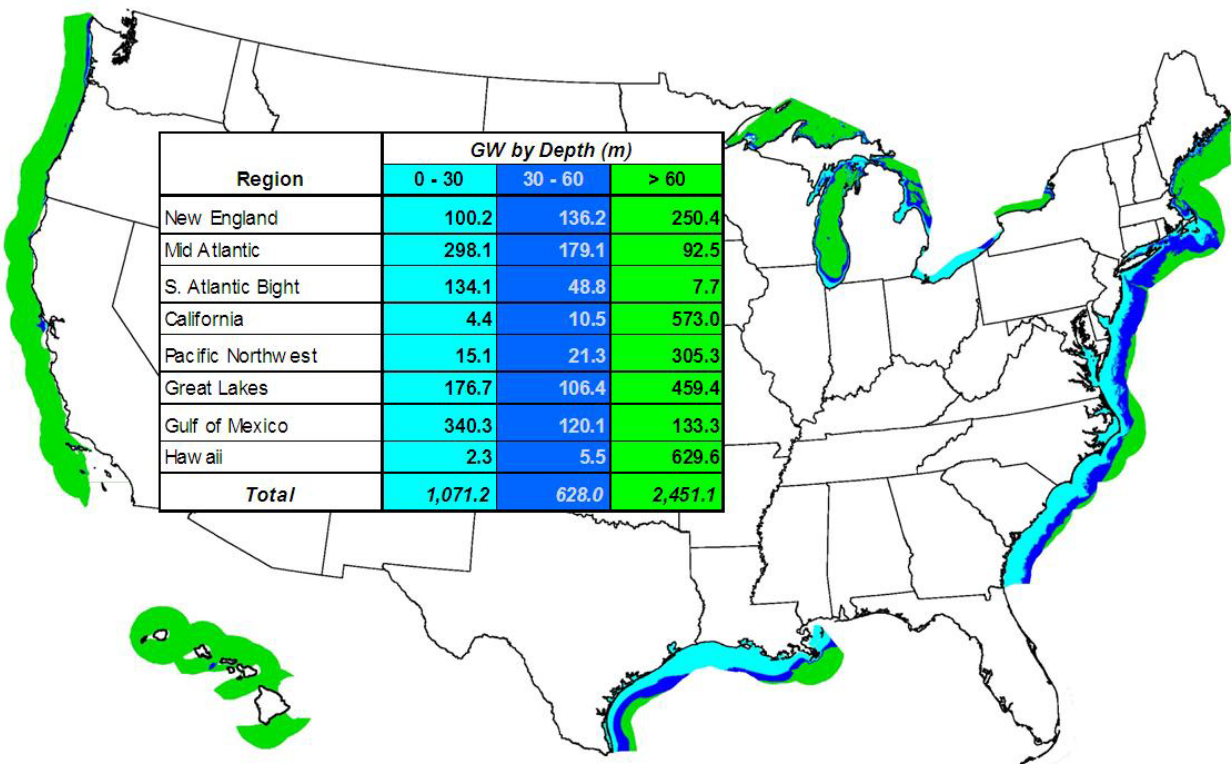 GW by Depth (m)
Region 0 - 30 30 - 60 > 60
New England 100.2 136.2 250.4
Mid Atlantic 298.1 179.1 92.5
S. Atlantic Bight 134.1 48.8 7.7
California 4.4 10.5 573.0
Pacific Northwest 15.1 21.3 305.3
Great Lakes 176.7 106.4 459.4
Gulf of Mexico 340.3 120.1 133.3
Hawaii 2.3 5.5 629.6
Total 1,071.2 628.0 2,451.1